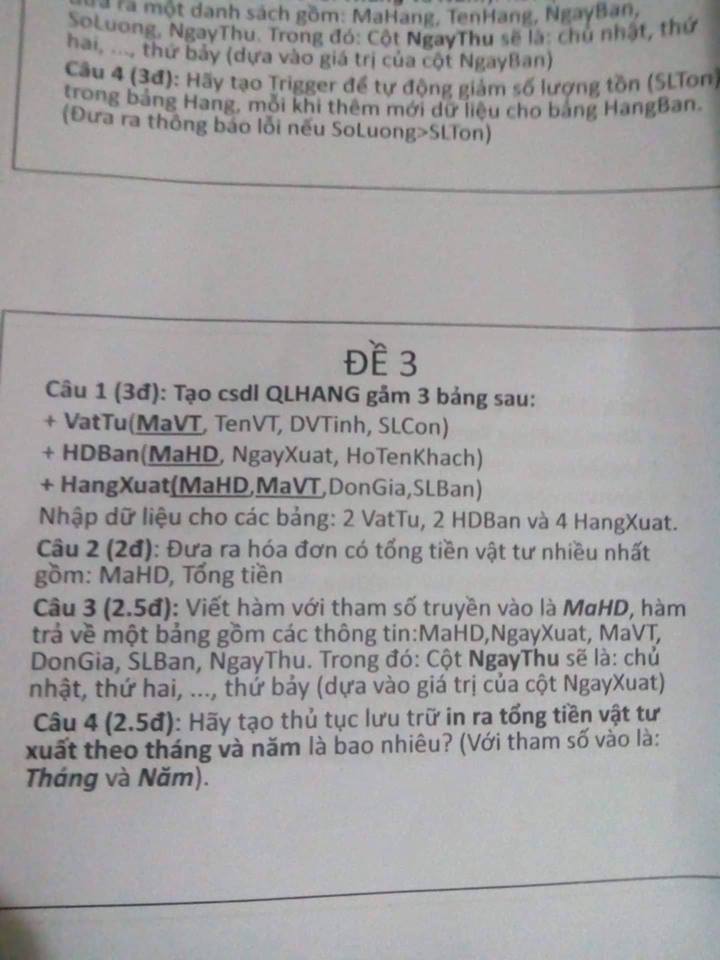 ra một danh sách gồm: MaHang, TenHang, NgayBan,
SoLuong, NgayThu. Trong đó: Cột NgayThu sẽ là: chủ nhật, thứ
hai, ..., thứ bảy (dựa vào giá trị của cột NgayBan)
Câu 4 (3đ): Hãy tạo Trigger để tự động giảm số lượng tồn (SLTon)
trong bảng Hang, mỗi khi thêm mới dữ liệu cho bảng HangBan.
(Đưa ra thông báo lỗi nếu SoLuong>SLTon)
ĐỀ 3
Câu 1 (3đ): Tạo csdl QLHANG gầm 3 bảng sau:
+ VatTu(MaVT, TenVT, DVTinh, SLCon)
+ HDBan(MaHD, NgayXuat, HoTenKhach)
+ HangXuat(MaHD,MaVT,DonGia,SLBan)
Nhập dữ liệu cho các bảng: 2 VatTu, 2 HDBan và 4 HangXuat.
Câu 2 (2đ): Đưa ra hóa đơn có tổng tiền vật tư nhiều nhất
gồm: MaHD, Tổng tiền
Câu 3 (2.5đ): Viết hàm với tham số truyền vào là MaHD, hàm
trả về một bảng gồm các thông tin:MaHD,NgayXuat, MaVT,
DonGia, SLBan, NgayThu. Trong đó: Cột NgayThu sẽ là: chủ
nhật, thứ hai, ..., thứ bảy (dựa vào giá trị của cột NgayXuat)
Câu 4 (2.5đ): Hãy tạo thủ tục lưu trữ in ra tổng tiền vật tư
xuất theo tháng và năm là bao nhiêu? (Với tham số vào là:
Tháng và Năm).